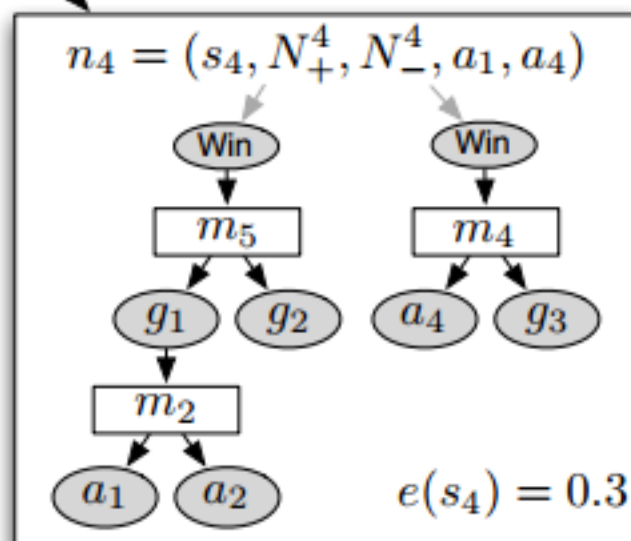 n₄ = (s₄, N₊⁴, N₋⁴, a₁, a₄)
Win Win
m₅ m₄
g₁ g₂ a₄ g₃
m₂
a₁ a₂ e(s₄) = 0.3